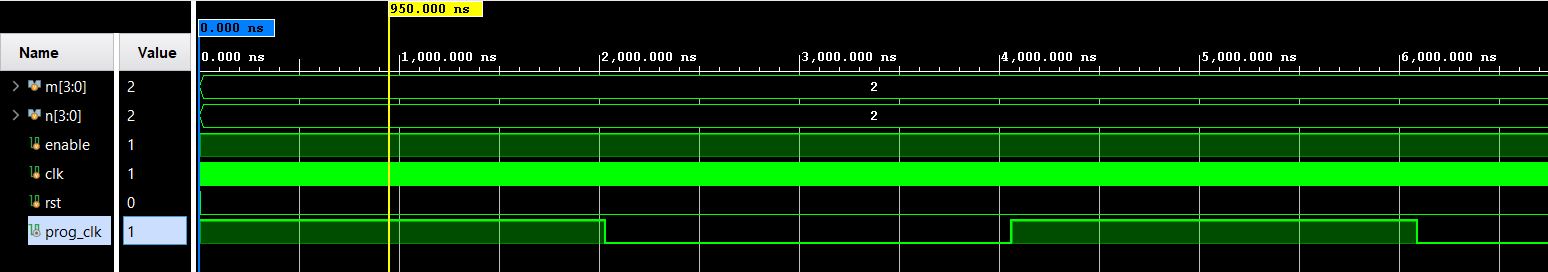 950.000 ns
0.000 ns
Name Value
0.000 ns 1,000.000 ns 2,000.000 ns 3,000.000 ns 4,000.000 ns 5,000.000 ns 6,000.000 ns
m[3:0] 2 2
n[3:0] 2 2
enable 1
clk 1
rst 0
prog_clk 1